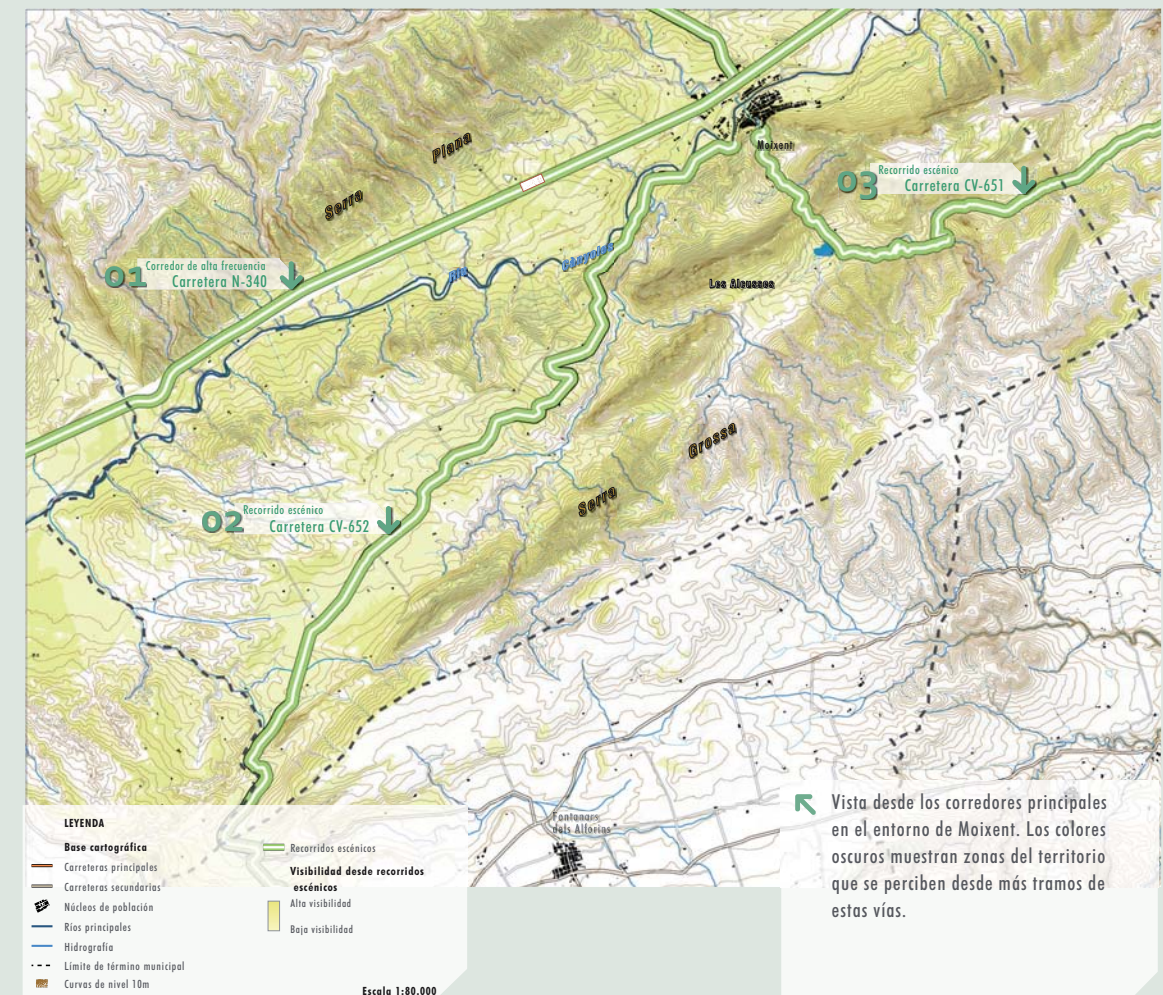 Serra Plana
Moixent
03
Recorrido escénico
Carretera CV-651
01
Corredor de alta frecuencia
Carretera N-340
Riu Cànyoles
Les Alcusses
Serra Grossa
02
Recorrido escénico
Carretera CV-652
Fontanars
dels Alforins
LEYENDA
Base cartográfica
Carreteras principales
Carreteras secundarias
Núcleos de población
Ríos principales
Hidrografía
Límite de término municipal
Curvas de nivel 10m
Recorridos escénicos
Visibilidad desde recorridos
escénicos
Alta visibilidad
Baja visibilidad
Escala 1:80.000
Vista desde los corredores principales
en el entorno de Moixent. Los colores
oscuros muestran zonas del territorio
que se perciben desde más tramos de
estas vías.